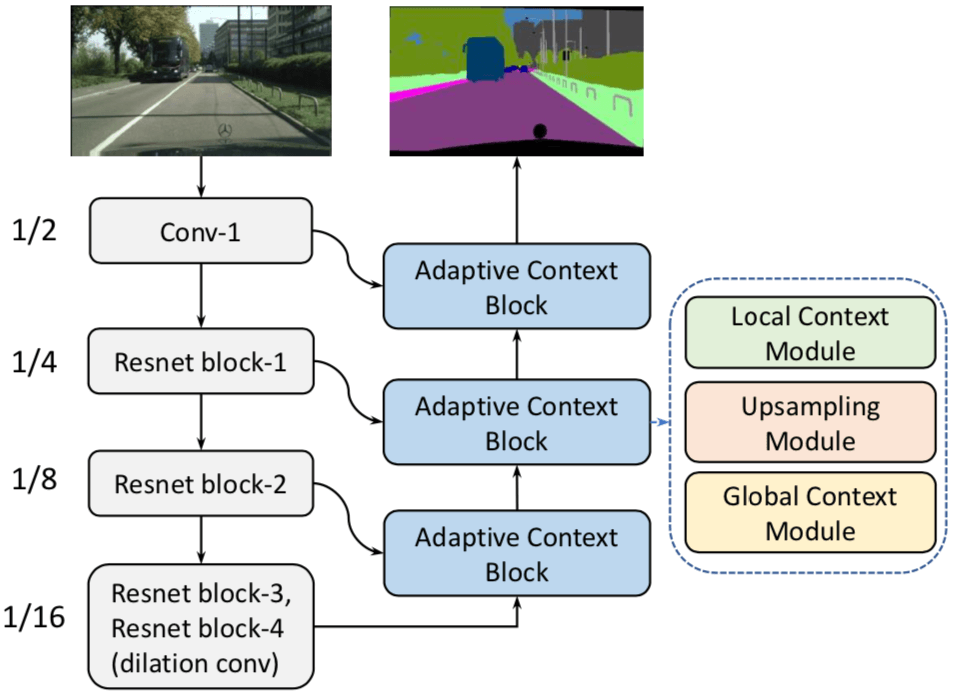 1/2
Conv-1
Adaptive Context
Block
1/4
Resnet block-1
Adaptive Context
Block
Local Context
Module
Upsampling
Module
Global Context
Module
1/8
Resnet block-2
Adaptive Context
Block
1/16
Resnet block-3,
Resnet block-4
(dilation conv)